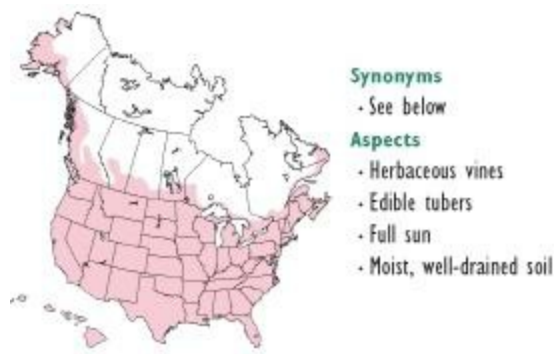 Synonyms
· See below
Aspects
· Herbaceous vines
· Edible tubers
· Full sun
· Moist, well-drained soil